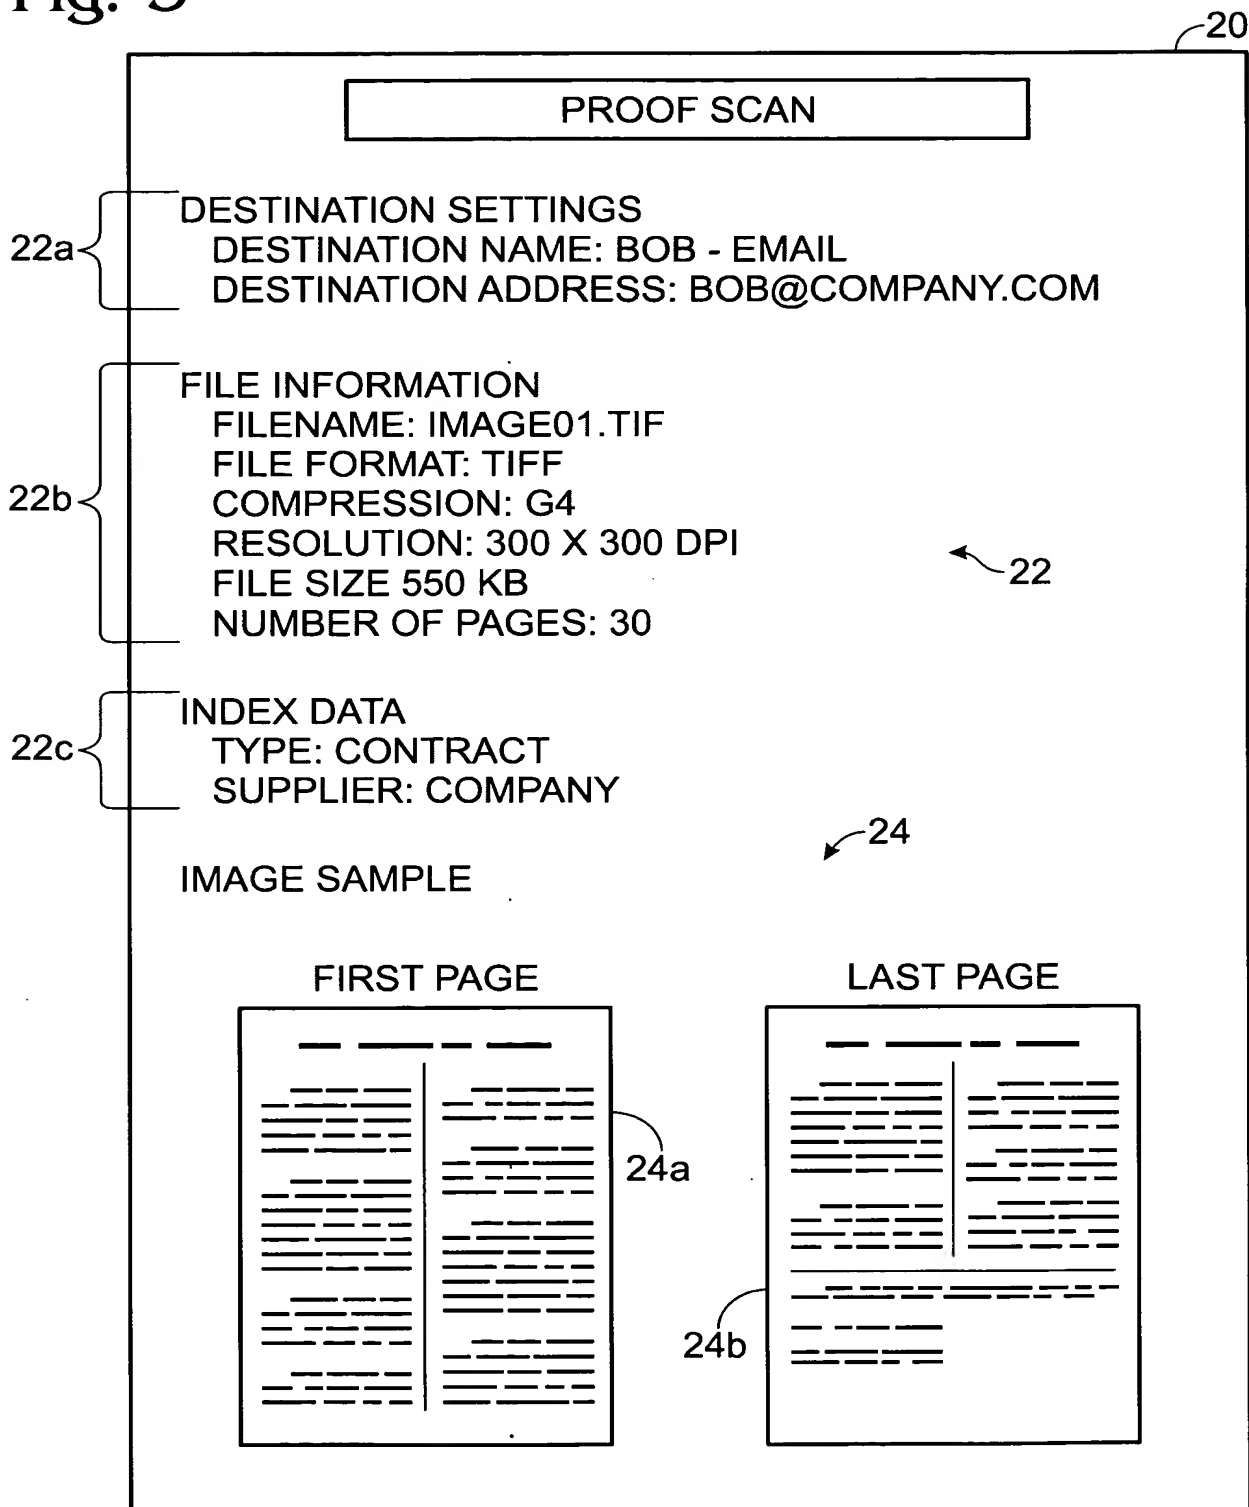 Fig.
20
PROOF SCAN
22a
DESTINATION SETTINGS
DESTINATION NAME: BOB - EMAIL
DESTINATION ADDRESS: BOB@COMPANY.COM
22b
FILE INFORMATION
FILENAME: IMAGE01.TIF
FILE FORMAT: TIFF
COMPRESSION: G4
RESOLUTION: 300 X 300 DPI
FILE SIZE 550 KB
NUMBER OF PAGES: 30
22
22c
INDEX DATA
TYPE: CONTRACT
SUPPLIER: COMPANY
24
IMAGE SAMPLE
FIRST PAGE
LAST PAGE
24a
24b